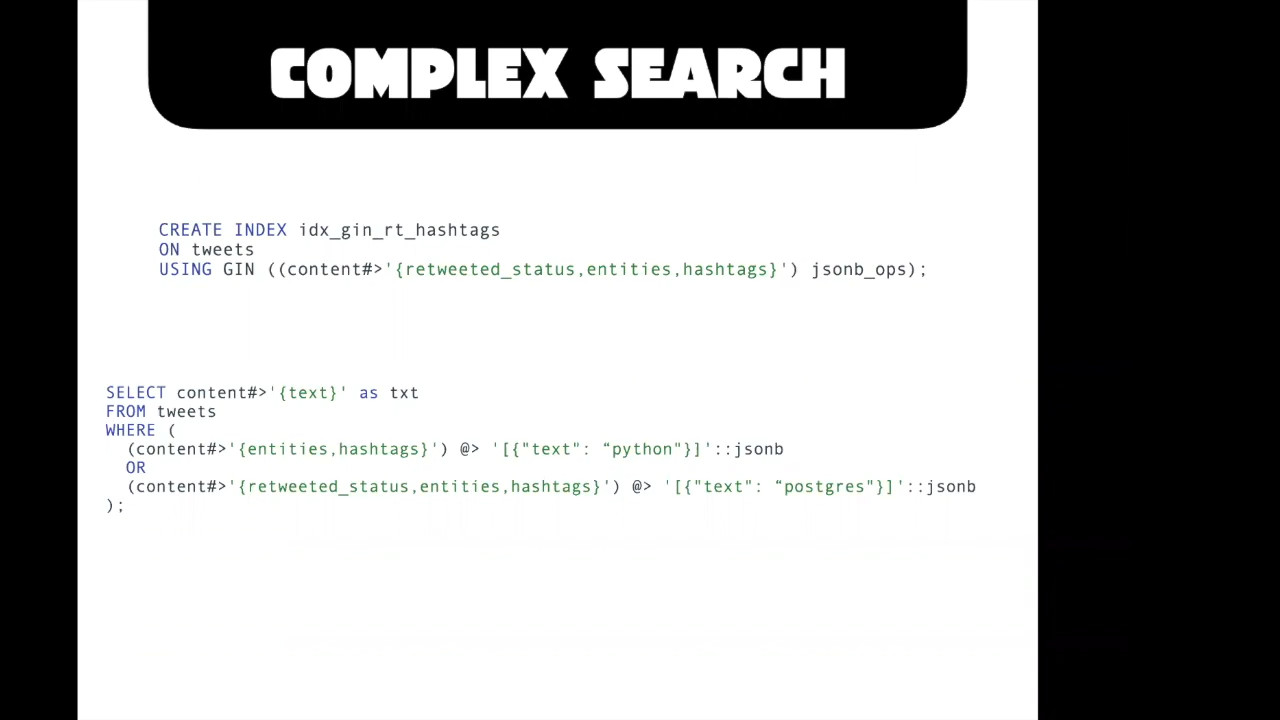 COMPLEX SEARCH
CREATE INDEX idx_gin_rt_hashtags
ON tweets
USING GIN ((content#>'{retweeted_status,entities,hashtags}') jsonb_ops);
SELECT content#>'{text}' as txt
FROM tweets
WHERE (
(content#>'{entities,hashtags}') @> '[{"text": “python"}]'::jsonb
OR
(content#>'{retweeted_status,entities,hashtags}') @> '[{"text": “postgres"}]'::jsonb
);